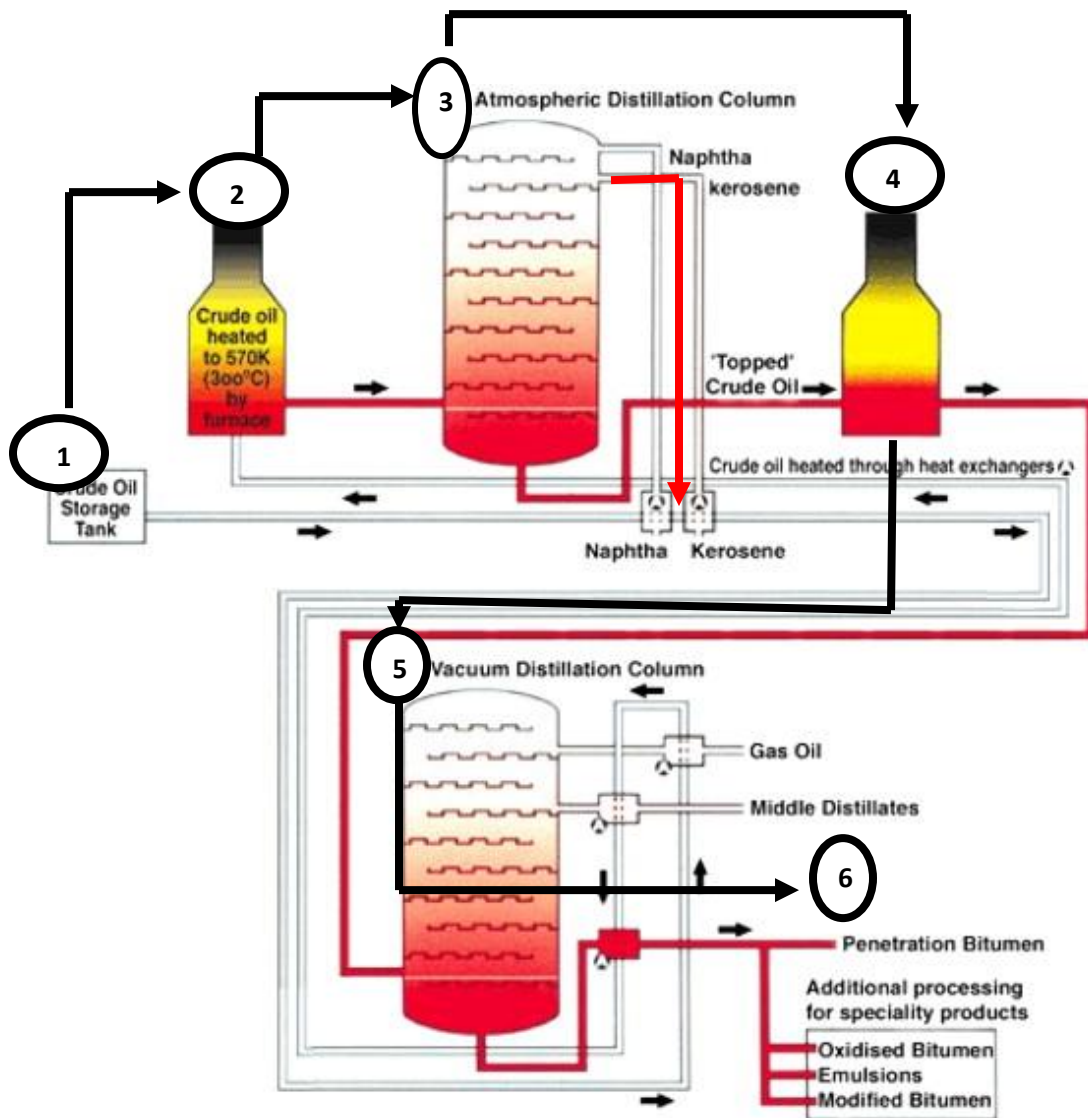 3
Atmospheric Distillation Column
Naphtha
kerosene
2
4
Crude oil
heated
to 570K
(3oo°C)
by
furnace
'Topped'
Crude Oil
1
Crude Oil
Storage
Tank
Crude oil heated through heat exchangers
Naphtha
Kerosene
5
Vacuum Distillation Column
Gas Oil
Middle Distillates
6
Penetration Bitumen
Additional processing
for speciality products
Oxidised Bitumen
Emulsions
Modified Bitumen